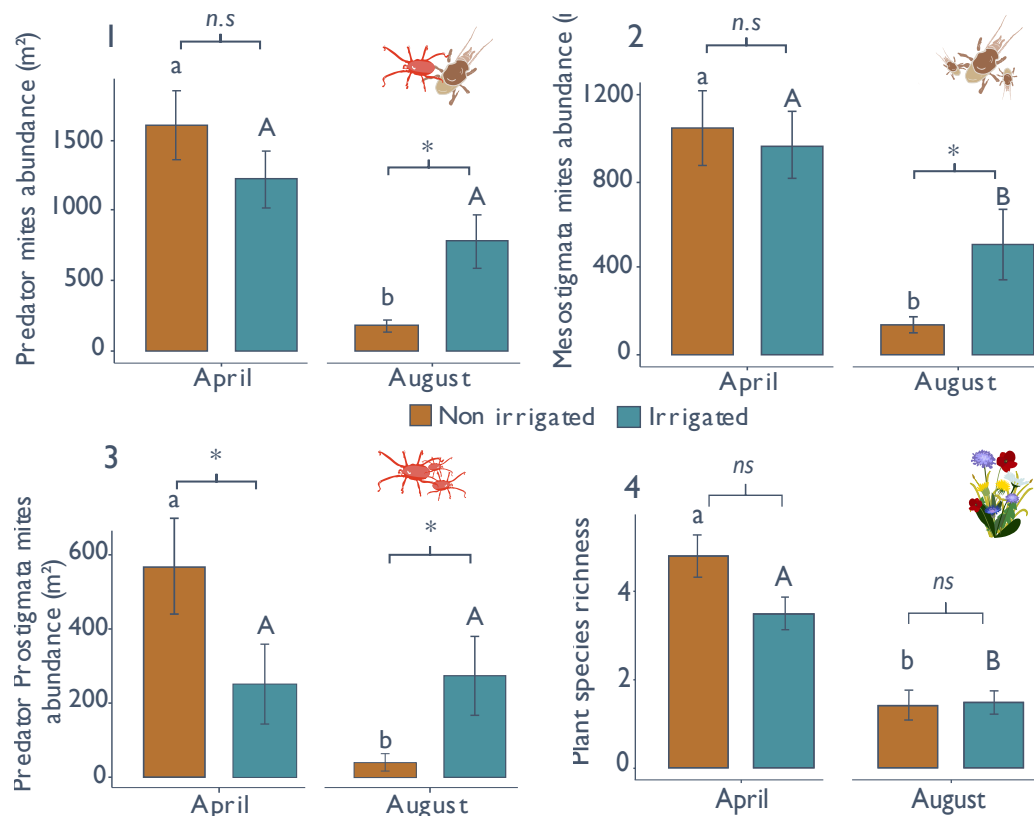 1
n.s
a
A
*
b
A
Predator mites abundance (m²)
1500
1000
500
0
April
August
2
n.s
a
A
*
b
B
Mesostigmata mites abundance
1200
800
400
0
April
August
Non irrigated
Irrigated
3
*
a
A
*
b
A
Predator Prostigmata mites
abundance (m²)
600
400
200
0
April
August
4
ns
a
A
ns
b
B
Plant species richness
4
2
0
April
August